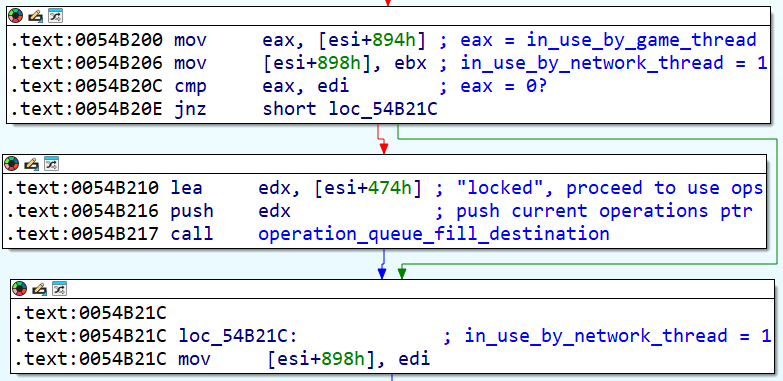 .text:0054B200 mov eax, [esi+894h] ; eax = in_use_by_game_thread
.text:0054B206 mov [esi+898h], ebx ; in_use_by_network_thread = 1
.text:0054B20C cmp eax, edi ; eax = 0?
.text:0054B20E jnz short loc_54B21C
.text:0054B210 lea edx, [esi+474h] ; "locked", proceed to use ops
.text:0054B216 push edx ; push current operations ptr
.text:0054B217 call operation_queue_fill_destination
.text:0054B21C
.text:0054B21C loc_54B21C: ; in_use_by_network_thread = 1
.text:0054B21C mov [esi+898h], edi